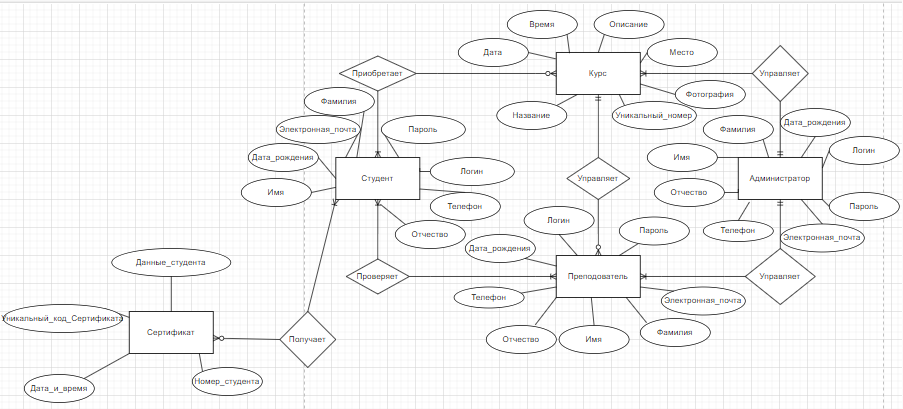 Время
Описание
Дата
Место
Курс
Приобретает
Управляет
Фотография
Фамилия
Название
Уникальный_номер
Электронная_почта
Пароль
Фамилия
Дата_рождения
Дата_рождения
Имя
Логин
Логин
Студент
Управляет
Администратор
Имя
Отчество
Телефон
Пароль
Отчество
Логин
Пароль
Телефон
Электронная_почта
Данные_студента
Дата_рождения
Проверяет
Преподователь
Управляет
Телефон
Электронная_почта
Уникальный_код_Сертификата
Сертификат
Получает
Отчество
Имя
Фамилия
Дата_и_время
Номер_студента